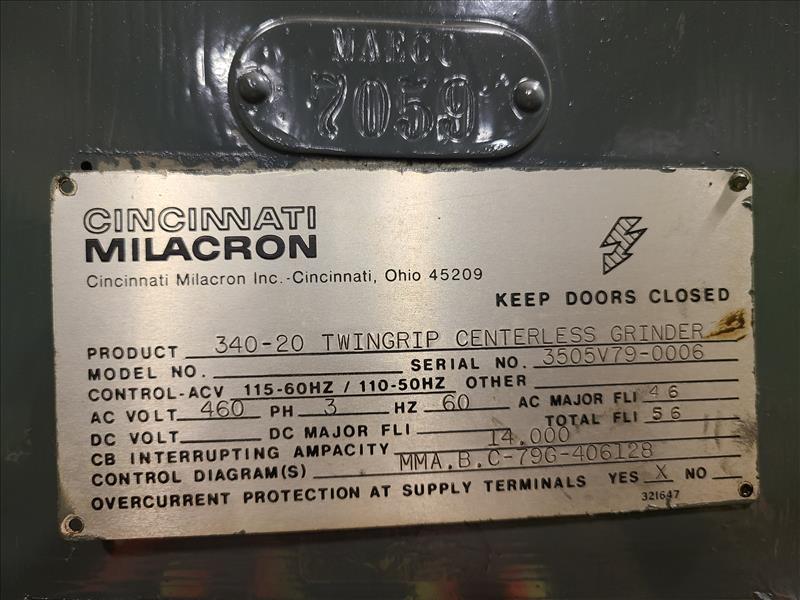 MAECO
7059
CINCINNATI
MILACRON
Cincinnati Milacron Inc.-Cincinnati, Ohio 45209
KEEP DOORS CLOSED
PRODUCT 340-20 TWINGRIP CENTERLESS GRINDER
MODEL NO. SERIAL NO. 3505V79-0006
CONTROL-ACV 115-60HZ / 110-50HZ OTHER
AC VOLT 460 PH 3 HZ 60 AC MAJOR FLI 46
DC VOLT DC MAJOR FLI TOTAL FLI 56
CB INTERRUPTING AMPACITY 14,000
CONTROL DIAGRAM(S) MMA.B.C-79G-406128
OVERCURRENT PROTECTION AT SUPPLY TERMINALS YES X NO
321647